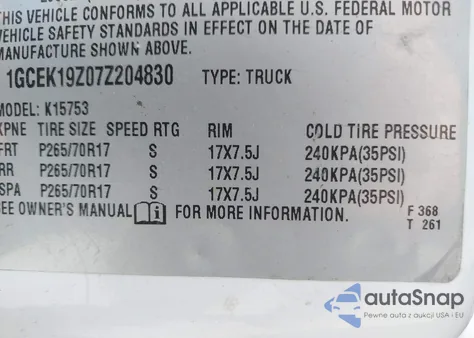 THIS VEHICLE CONFORMS TO ALL APPLICABLE U.S. FEDERAL MOTOR
VEHICLE SAFETY STANDARDS IN EFFECT ON THE DATE OF
MANUFACTURE SHOWN ABOVE.
1GCEK19Z07Z204830 TYPE: TRUCK
MODEL: K15753
KPNE TIRE SIZE SPEED RTG RIM COLD TIRE PRESSURE
FRT P265/70R17 S 17X7.5J 240KPA(35PSI)
RR P265/70R17 S 17X7.5J 240KPA(35PSI)
SPA P265/70R17 S 17X7.5J 240KPA(35PSI)
SEE OWNER'S MANUAL FOR MORE INFORMATION.
F 368
T 261
autoSnap
Pewne auta z aukcji USA i EU